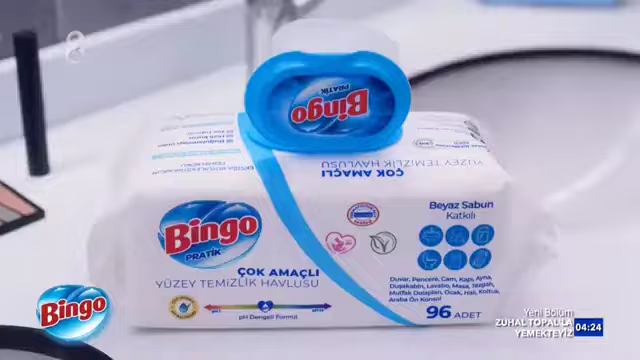 8
Bingo
PRATİK
ÇOK AMAÇLI
YÜZEY TEMİZLİK HAVLUSU
Bingo
PRATİK
ÇOK AMAÇLI
YÜZEY TEMİZLİK HAVLUSU
pH Dengeli Formül
Beyaz Sabun
Katkılı
Duvar, Pencere, Cam, Kapı, Ayna,
Duşakabin, Lavabo, Masa, Tezgah,
Mutfak Dolapları, Ocak, Halı, Koltuk,
Araba Ön Konsol
96 ADET
Bingo
Yeni Bölüm
ZUHAL TOPAL'LA
YEMEKTEYİZ
04:24